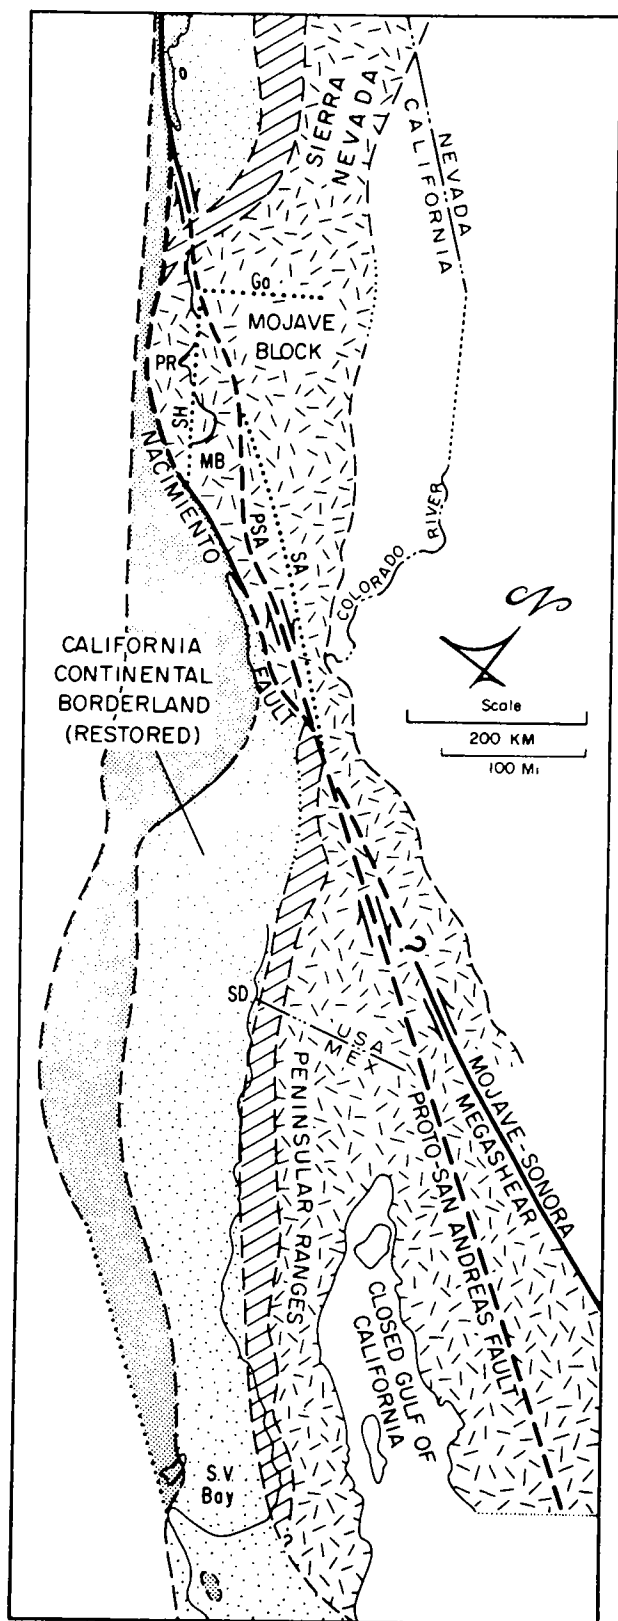 SIERRA
NEVADA
NEVADA
CALIFORNIA
Ga
MOJAVE
BLOCK
PR
SH
MB
NACIMIENTO
FAULT
PSA
SA
COLORADO
RIVER
N
CALIFORNIA
CONTINENTAL
BORDERLAND
(RESTORED)
Scale
200 KM
100 MI
?
SD
USA
MEX
PENINSULAR RANGES
MOJAVE-SONORA
MEGASHEAR
PROTO-SAN ANDREAS FAULT
CLOSED GULF OF
CALIFORNIA
S.V.
Bay
?